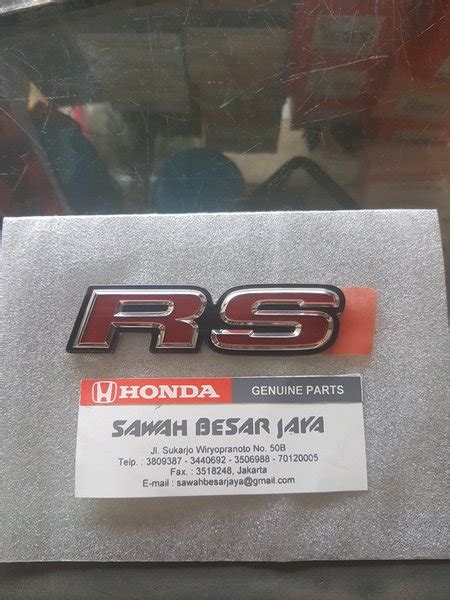 RS
HONDA GENUINE PARTS
SAWAH BESAR JAYA
Jl. Sukarjo Wiryopranoto No. 50B
Telp. : 3809387 - 3440692 - 3506988 - 70120005
Fax. : 3518248, Jakarta
E-mail : sawahbesarjaya@gmail.com